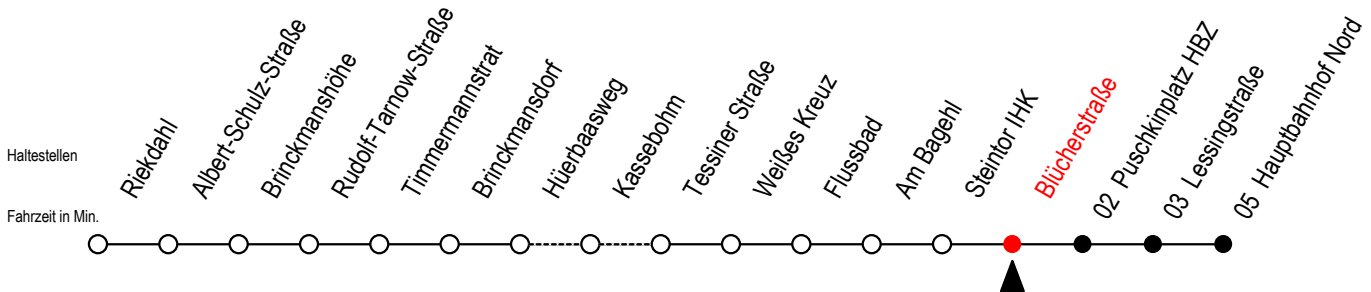 Haltestellen
Fahrzeit in Min.
Riekdahl
Albert-Schulz-Straße
Brinckmanshöhe
Rudolf-Tarnow-Straße
Timmermannstrat
Brinckmansdorf
Hüerbaasweg
Kassebohm
Tessiner Straße
Weißes Kreuz
Flussbad
Am Bagehl
Steintor IHK
Blücherstraße
02 Puschkinplatz HBZ
03 Lessingstraße
05 Hauptbahnhof Nord